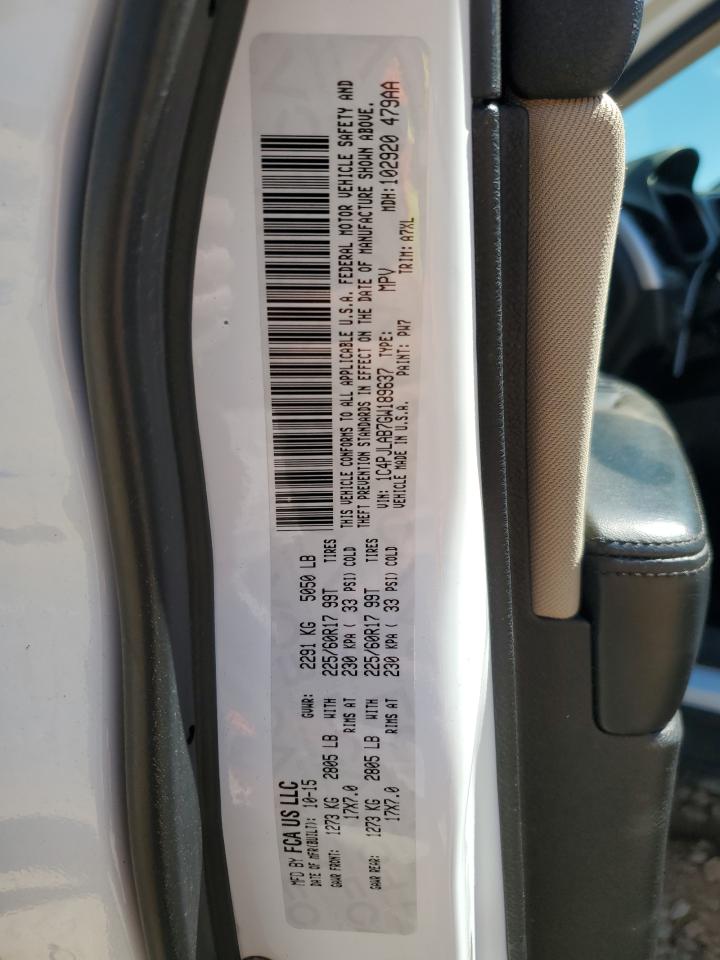 MFD BY FCA US LLC
DATE OF MFR(BUILT): 10-15 GVWR: 2291 KG 5050 LB
GAWR FRONT: 1273 KG 2805 LB WITH 225/60R17 99T TIRES
17X7.0 RIMS AT 230 KPA ( 33 PSI) COLD
GAWR REAR: 1273 KG 2805 LB WITH 225/60R17 99T TIRES
17X7.0 RIMS AT 230 KPA ( 33 PSI) COLD
THIS VEHICLE CONFORMS TO ALL APPLICABLE U.S.A. FEDERAL MOTOR VEHICLE SAFETY AND
THEFT PREVENTION STANDARDS IN EFFECT ON THE DATE OF MANUFACTURE SHOWN ABOVE.
VIN: 1C4PJLAB7GW189637 TYPE: MPV MDH: 102920 479AA
VEHICLE MADE IN U.S.A. PAINT: PW7 TRIM: A7XL